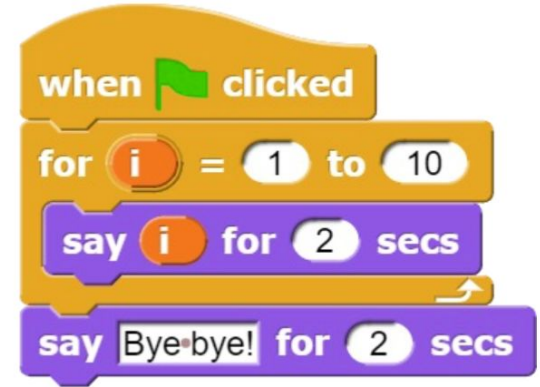 when clicked
for i = 1 to 10
say i for 2 secs
say Bye bye! for 2 secs